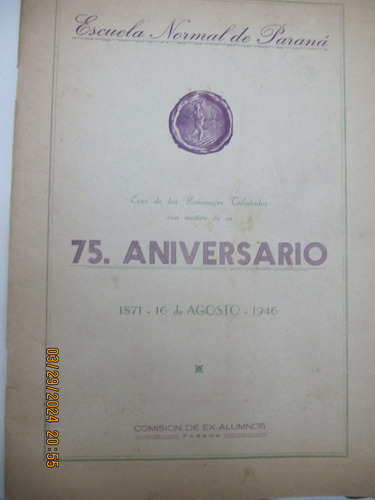 Escuela Normal de Paraná
Ecos de los Homenajes Tributados
con motivo de su
75. ANIVERSARIO
1871 - 16 de AGOSTO - 1946
COMISION DE EX ALUMNOS
PARANA
03/29/2024 20:55